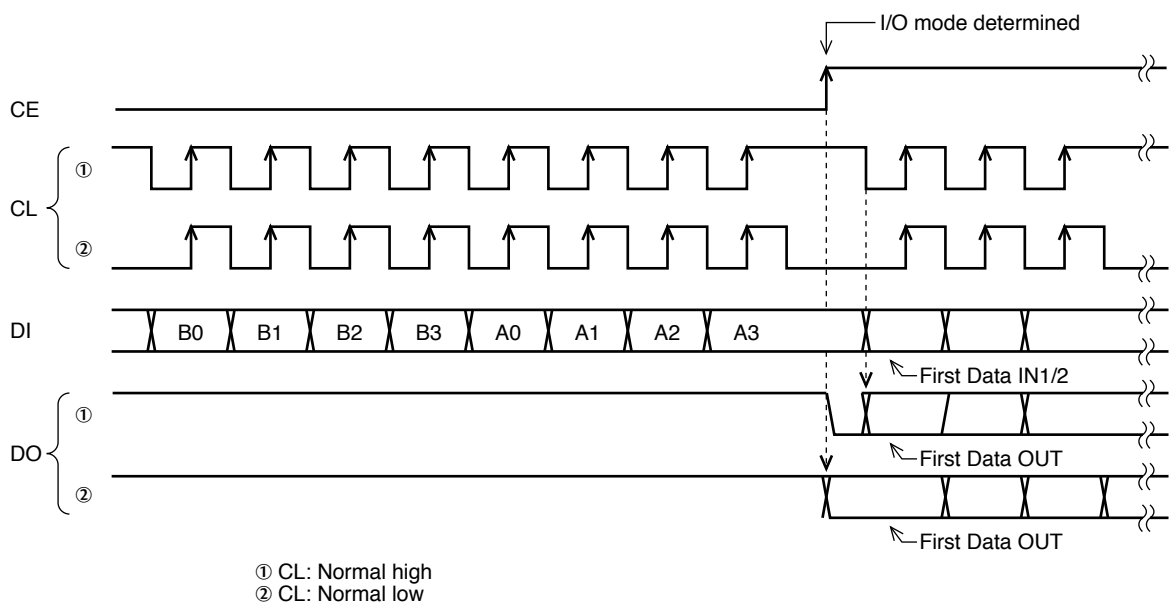 I/O mode determined
CE
①
CL
②
DI B0 B1 B2 B3 A0 A1 A2 A3
First Data IN1/2
①
DO
First Data OUT
②
First Data OUT
① CL: Normal high
② CL: Normal low